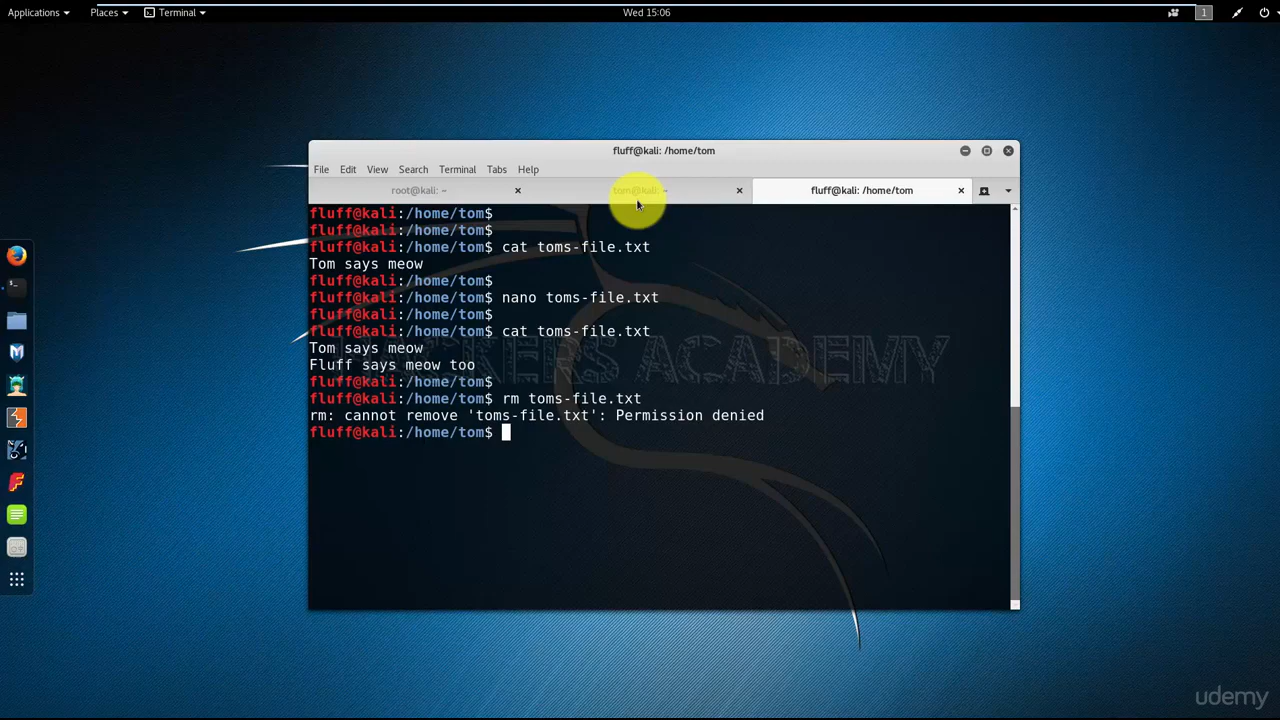 Applications Places Terminal Wed 15:06 1
fluff@kali: /home/tom
File Edit View Search Terminal Tabs Help
root@kali: ~ tom@kali: ~ fluff@kali: /home/tom
fluff@kali:/home/tom$
fluff@kali:/home/tom$
fluff@kali:/home/tom$ cat toms-file.txt
Tom says meow
fluff@kali:/home/tom$
fluff@kali:/home/tom$ nano toms-file.txt
fluff@kali:/home/tom$
fluff@kali:/home/tom$ cat toms-file.txt
Tom says meow
Fluff says meow too
fluff@kali:/home/tom$
fluff@kali:/home/tom$ rm toms-file.txt
rm: cannot remove 'toms-file.txt': Permission denied
fluff@kali:/home/tom$
HACKERS ACADEMY
udemy